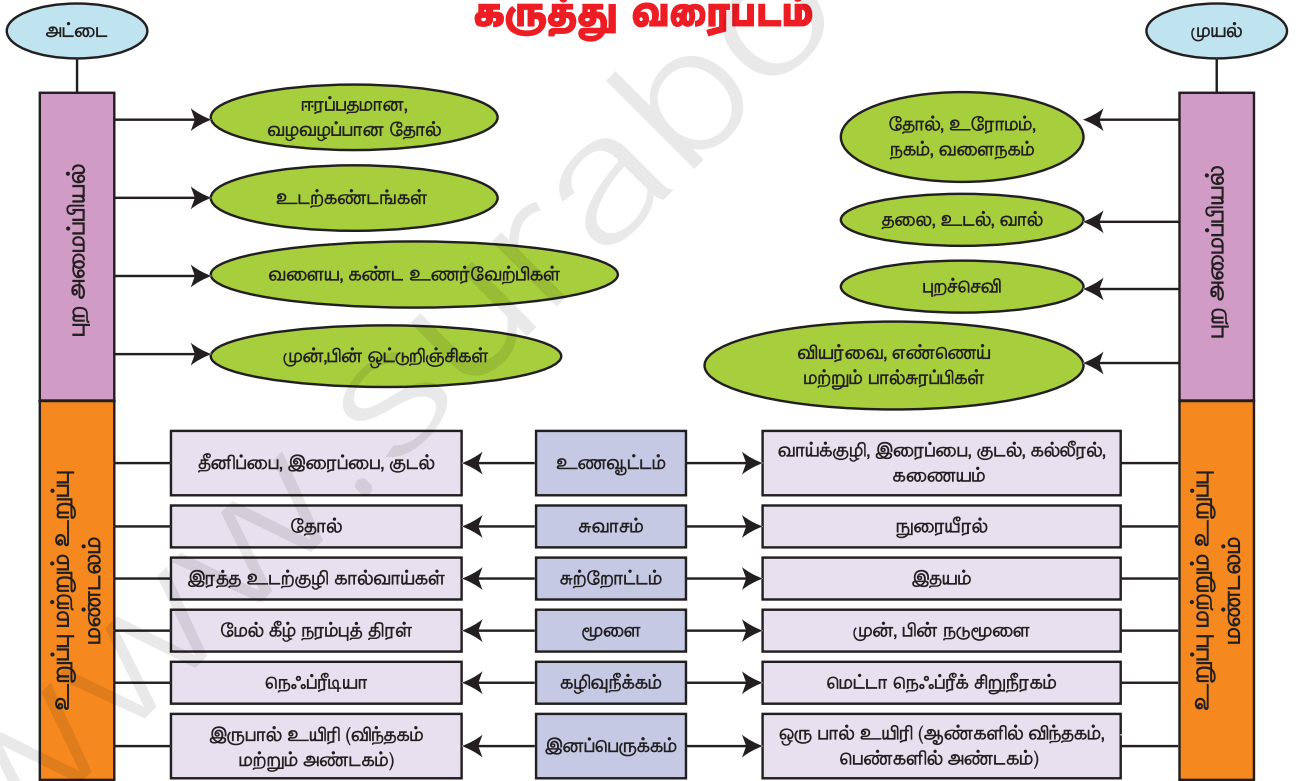 கருத்து வரைபடம்
அட்டை
முயல்
புற அமைப்பியல்
ஈரப்பதமான,
வழவழப்பான தோல்
உடற்கண்டங்கள்
வளைய, கண்ட உணர்வேற்பிகள்
முன்,பின் ஒட்டுறிஞ்சிகள்
புற அமைப்பியல்
தோல், உரோமம்,
நகம், வளைநகம்
தலை, உடல், வால்
புறச்செவி
வியர்வை, எண்ணெய்
மற்றும் பால்சுரப்பிகள்
உறுப்பு மற்றும் உறுப்பு
மண்டலம்
உறுப்பு மற்றும் உறுப்பு
மண்டலம்
தீனிப்பை, இரைப்பை, குடல்
உணவூட்டம்
வாய்க்குழி, இரைப்பை, குடல், கல்லீரல்,
கணையம்
தோல்
சுவாசம்
நுரையீரல்
இரத்த உடற்குழி கால்வாய்கள்
சுற்றோட்டம்
இதயம்
மேல் கீழ் நரம்புத் திரள்
மூளை
முன், பின் நடுமூளை
நெஃப்ரீடியா
கழிவுநீக்கம்
மெட்டா நெஃப்ரீக் சிறுநீரகம்
இருபால் உயிரி (விந்தகம்
மற்றும் அண்டகம்)
இனப்பெருக்கம்
ஒரு பால் உயிரி (ஆண்களில் விந்தகம்,
பெண்களில் அண்டகம்)
www.surabo